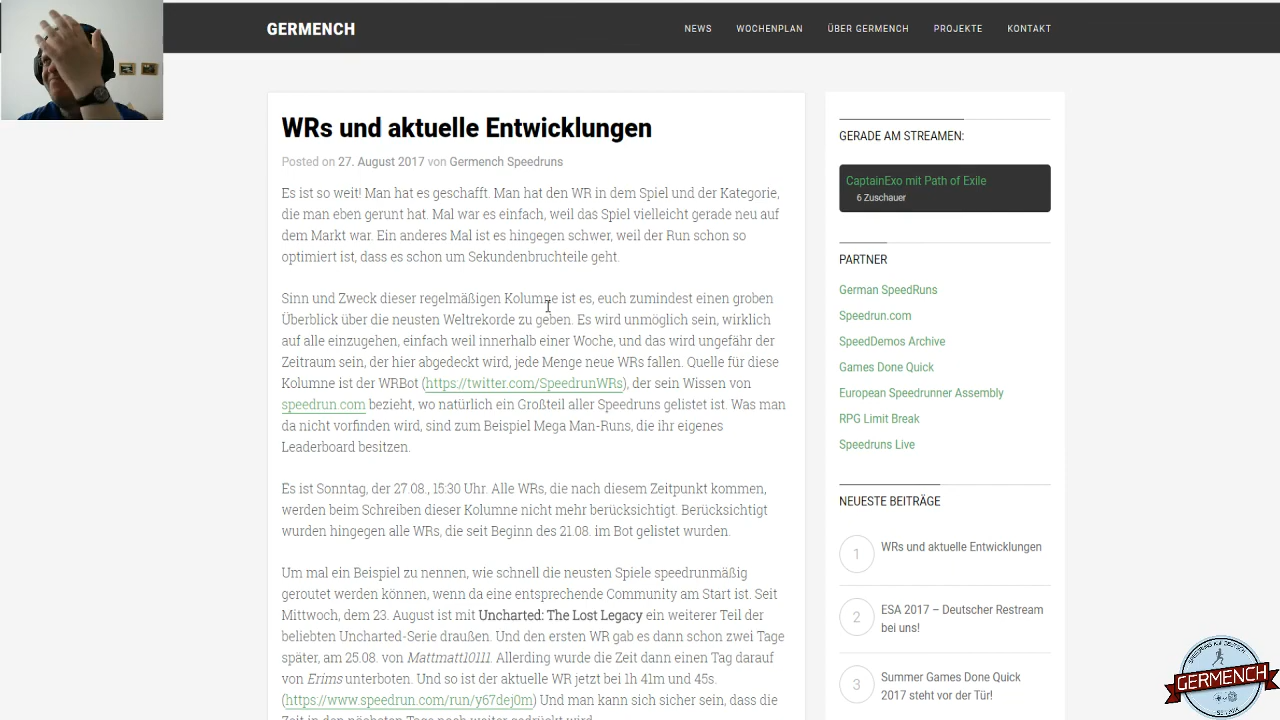 GERMENCH
NEWS
WOCHENPLAN
ÜBER GERMENCH
PROJEKTE
KONTAKT
WRs und aktuelle Entwicklungen
Posted on 27. August 2017 von Germench Speedruns
Es ist so weit! Man hat es geschafft. Man hat den WR in dem Spiel und der Kategorie,
die man eben gerunt hat. Mal war es einfach, weil das Spiel vielleicht gerade neu auf
dem Markt war. Ein anderes Mal ist es hingegen schwer, weil der Run schon so
optimiert ist, dass es schon um Sekundenbruchteile geht.
Sinn und Zweck dieser regelmäßigen Kolumne ist es, euch zumindest einen groben
Überblick über die neusten Weltrekorde zu geben. Es wird unmöglich sein, wirklich
auf alle einzugehen, einfach weil innerhalb einer Woche, und das wird ungefähr der
Zeitraum sein, der hier abgedeckt wird, jede Menge neue WRs fallen. Quelle für diese
Kolumne ist der WRBot (https://twitter.com/SpeedrunWRs), der sein Wissen von
speedrun.com bezieht, wo natürlich ein Großteil aller Speedruns gelistet ist. Was man
da nicht vorfinden wird, sind zum Beispiel Mega Man-Runs, die ihr eigenes
Leaderboard besitzen.
Es ist Sonntag, der 27.08., 15:30 Uhr. Alle WRs, die nach diesem Zeitpunkt kommen,
werden beim Schreiben dieser Kolumne nicht mehr berücksichtigt. Berücksichtigt
wurden hingegen alle WRs, die seit Beginn des 21.08. im Bot gelistet wurden.
Um mal ein Beispiel zu nennen, wie schnell die neusten Spiele speedrunmäßig
geroutet werden können, wenn da eine entsprechende Community am Start ist. Seit
Mittwoch, dem 23. August ist mit Uncharted: The Lost Legacy ein weiterer Teil der
beliebten Uncharted-Serie draußen. Und den ersten WR gab es dann schon zwei Tage
später, am 25.08. von Mattmatt10111. Allerding wurde die Zeit dann einen Tag darauf
von Erims unterboten. Und so ist der aktuelle WR jetzt bei 1h 41m und 45s.
(https://www.speedrun.com/run/y67dej0m) Und man kann sich sicher sein, dass die
Zeit in den nächsten Tage noch weiter gedrückt wird.
GERADE AM STREAMEN:
CaptainExo mit Path of Exile
6 Zuschauer
PARTNER
German SpeedRuns
Speedrun.com
SpeedDemos Archive
Games Done Quick
European Speedrunner Assembly
RPG Limit Break
Speedruns Live
NEUESTE BEITRÄGE
1 WRs und aktuelle Entwicklungen
2 ESA 2017 – Deutscher Restream
bei uns!
3 Summer Games Done Quick
2017 steht vor der Tür!
GERMENCH